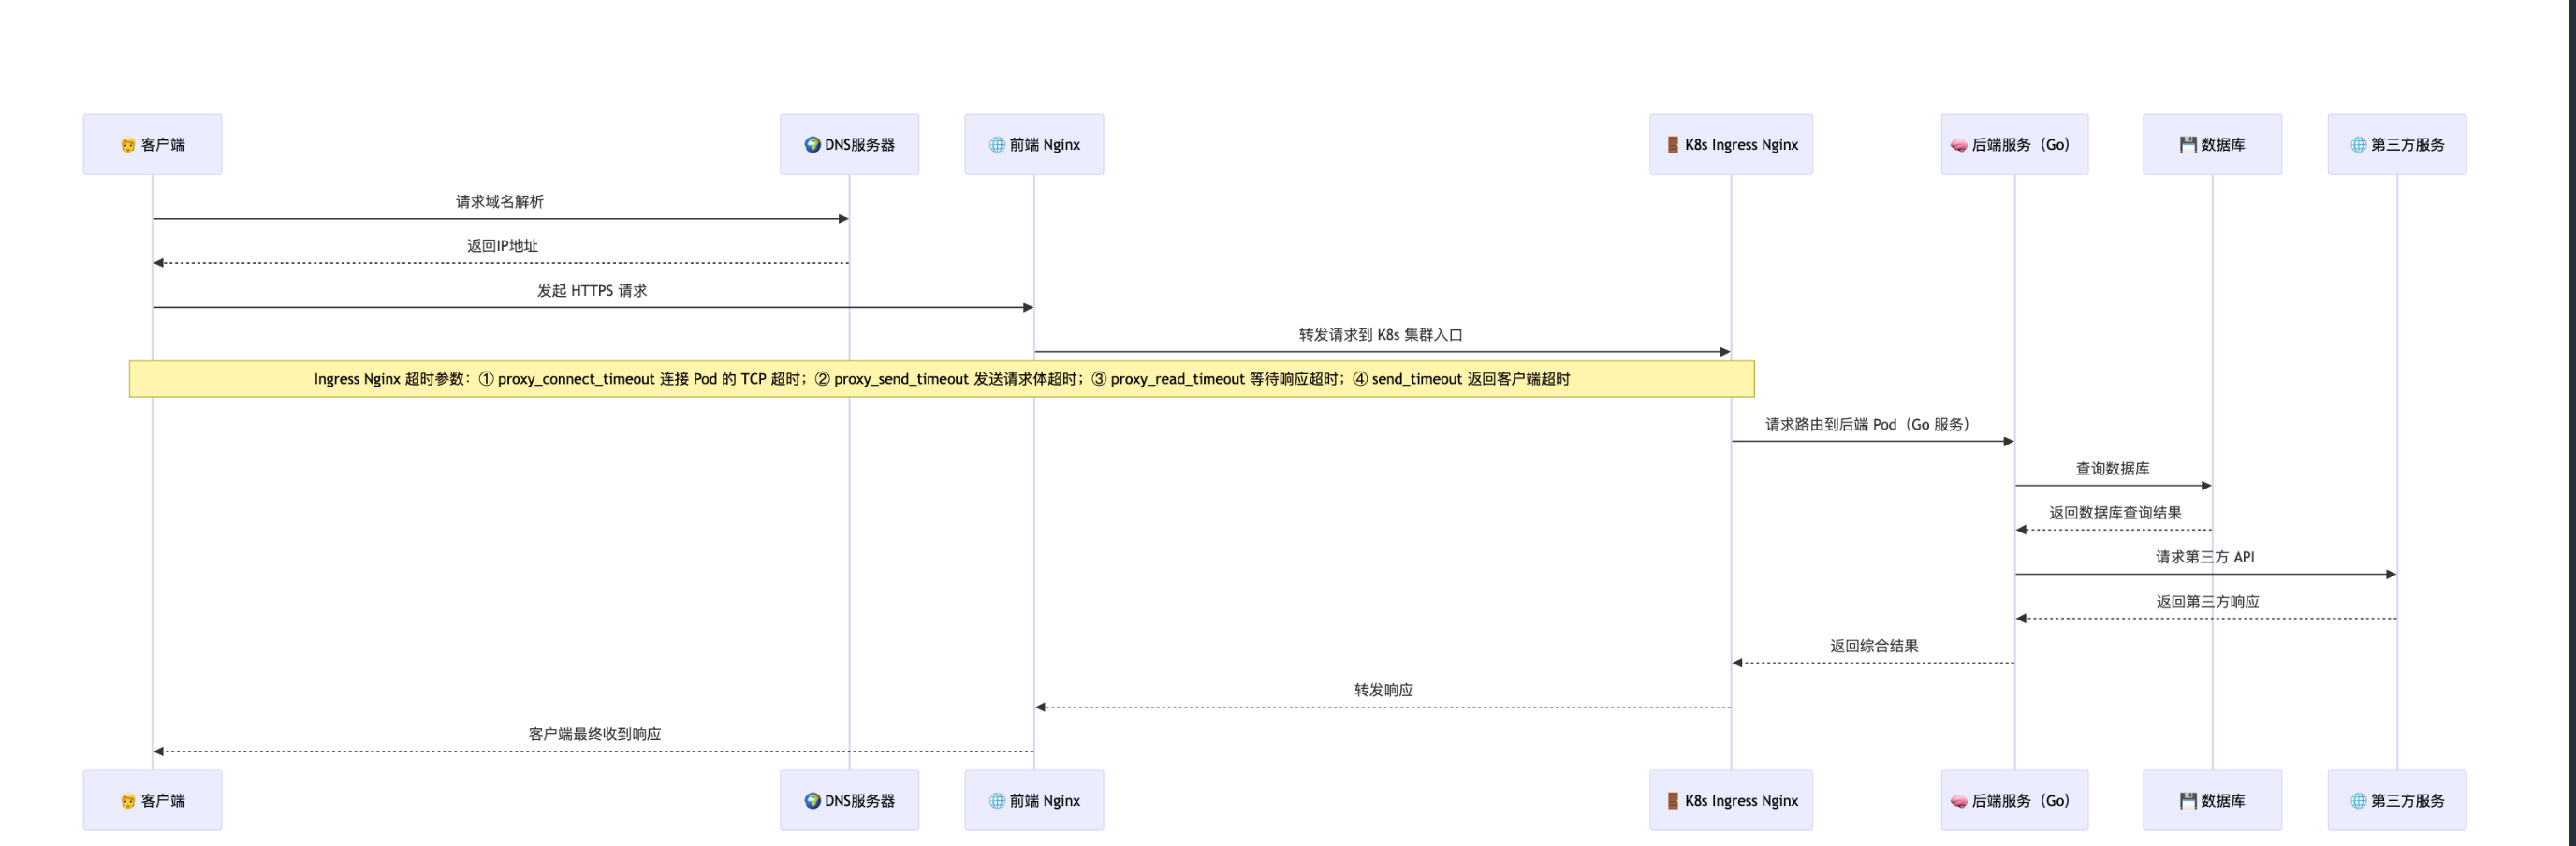 客户端
DNS服务器
前端 Nginx
K8s Ingress Nginx
后端服务（Go）
数据库
第三方服务
请求域名解析
返回IP地址
发起 HTTPS 请求
转发请求到 K8s 集群入口
Ingress Nginx 超时参数：① proxy_connect_timeout 连接 Pod 的 TCP 超时；② proxy_send_timeout 发送请求体超时；③ proxy_read_timeout 等待响应超时；④ send_timeout 返回客户端超时
请求路由到后端 Pod（Go 服务）
查询数据库
返回数据库查询结果
请求第三方 API
返回第三方响应
返回综合结果
转发响应
客户端最终收到响应
客户端
DNS服务器
前端 Nginx
K8s Ingress Nginx
后端服务（Go）
数据库
第三方服务